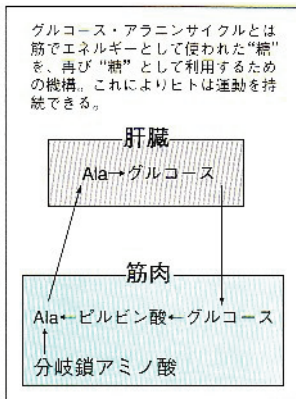 グルコース・アラニンサイクルとは
筋でエネルギーとして使われた“糖”
を、再び“糖”として利用するため
の機構。これによりヒトは運動を持
続できる。
肝臓
Ala→グルコース
筋肉
Ala←ピルビン酸←グルコース
分岐鎖アミノ酸